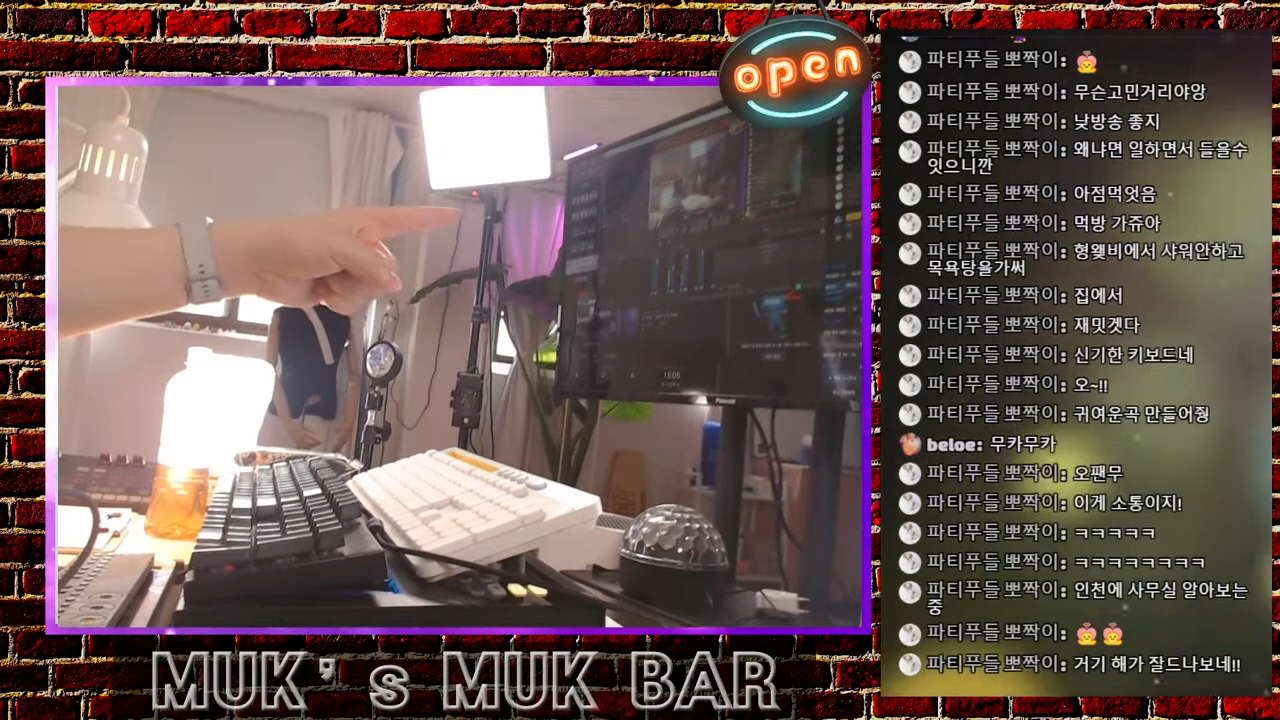 open
파티푸들 뽀짝이:
파티푸들 뽀짝이: 무슨고민거리야앙
파티푸들 뽀짝이: 낮방송 좋지
파티푸들 뽀짝이: 왜냐면 일하면서 들을수
잇으니깐
파티푸들 뽀짝이: 아점먹엇음
파티푸들 뽀짝이: 먹방 가쥬아
파티푸들 뽀짝이: 형왳비에서 샤워안하고
목욕탕을가써
파티푸들 뽀짝이: 집에서
파티푸들 뽀짝이: 재밋겟다
파티푸들 뽀짝이: 신기한 키보드네
파티푸들 뽀짝이: 오~!!
파티푸들 뽀짝이: 귀여운곡 만들어줭
beloe: 무카무카
파티푸들 뽀짝이: 오팬무
파티푸들 뽀짝이: 이게 소통이지!
파티푸들 뽀짝이: ㅋㅋㅋㅋㅋ
파티푸들 뽀짝이: ㅋㅋㅋㅋㅋㅋㅋㅋ
파티푸들 뽀짝이: 인천에 사무실 알아보는
중
파티푸들 뽀짝이:
파티푸들 뽀짝이: 거기 해가 잘드나보네!!
15:05
Polaroid
MUK's MUK BAR